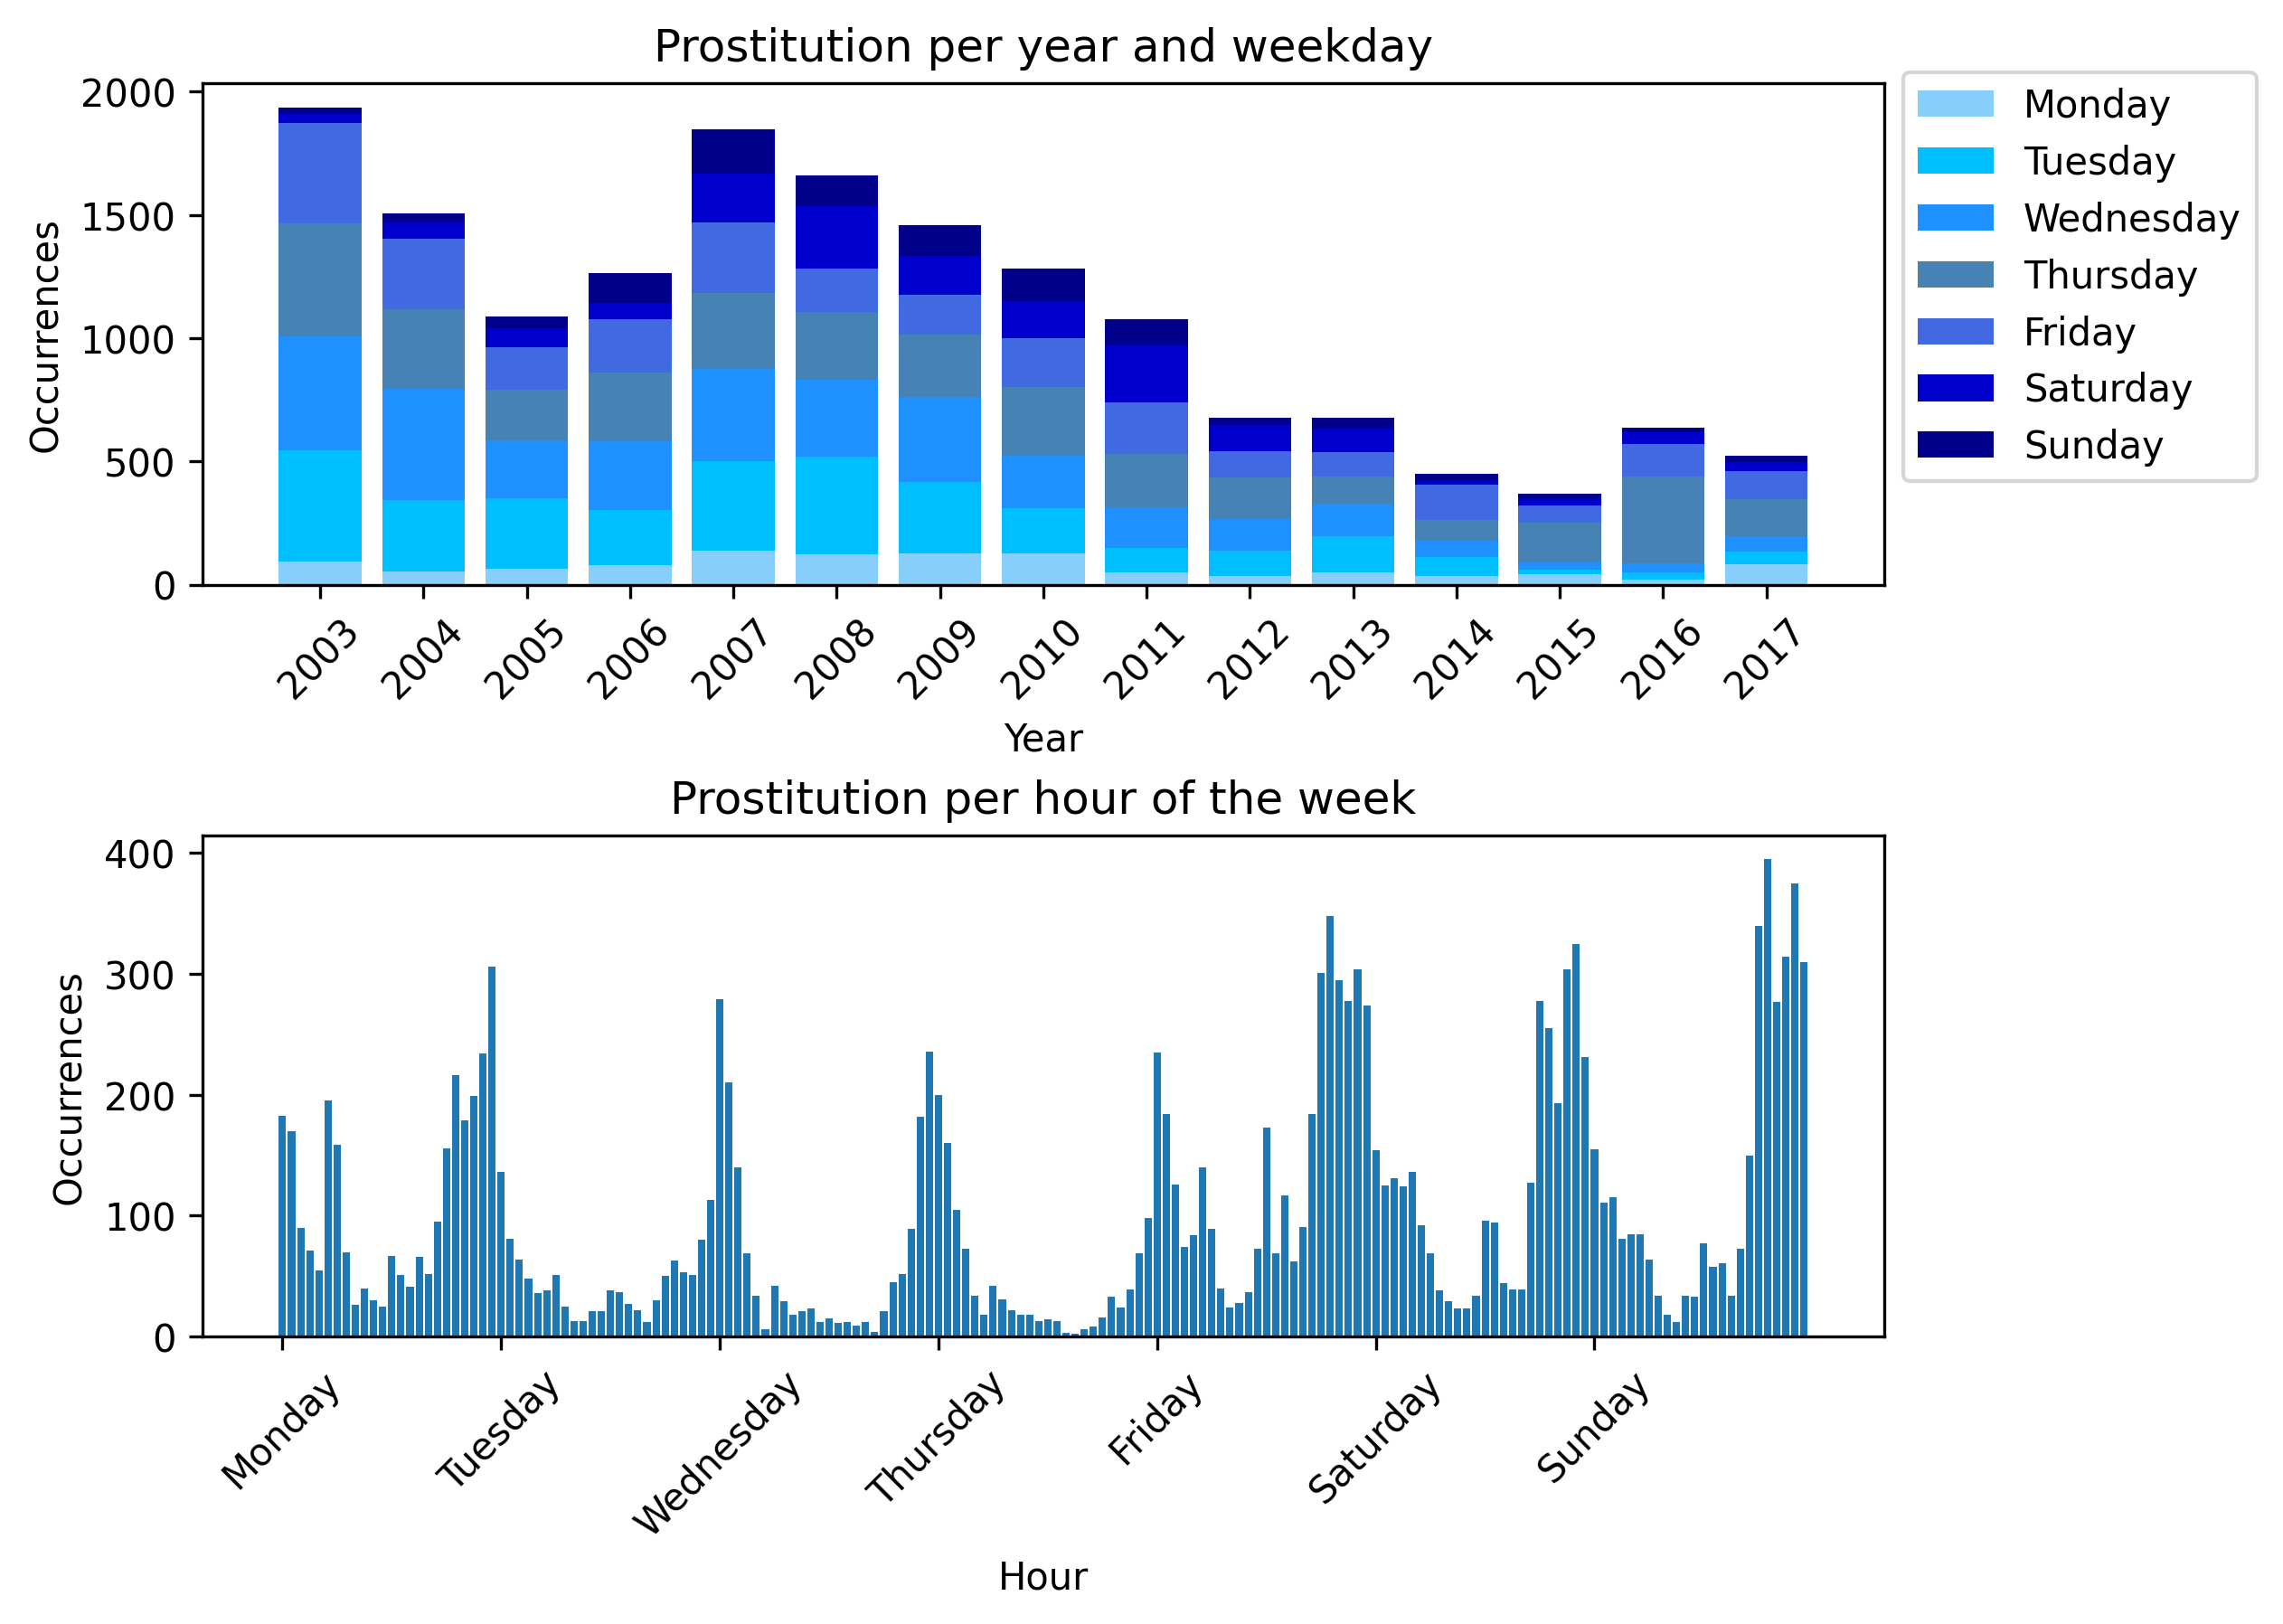 Prostitution per year and weekday
Occurrences
2000
1500
1000
500
0
2003
2004
2005
2006
2007
2008
2009
2010
2011
2012
2013
2014
2015
2016
2017
Year
Monday
Tuesday
Wednesday
Thursday
Friday
Saturday
Sunday
Prostitution per hour of the week
Occurrences
400
300
200
100
0
Monday
Tuesday
Wednesday
Thursday
Friday
Saturday
Sunday
Hour